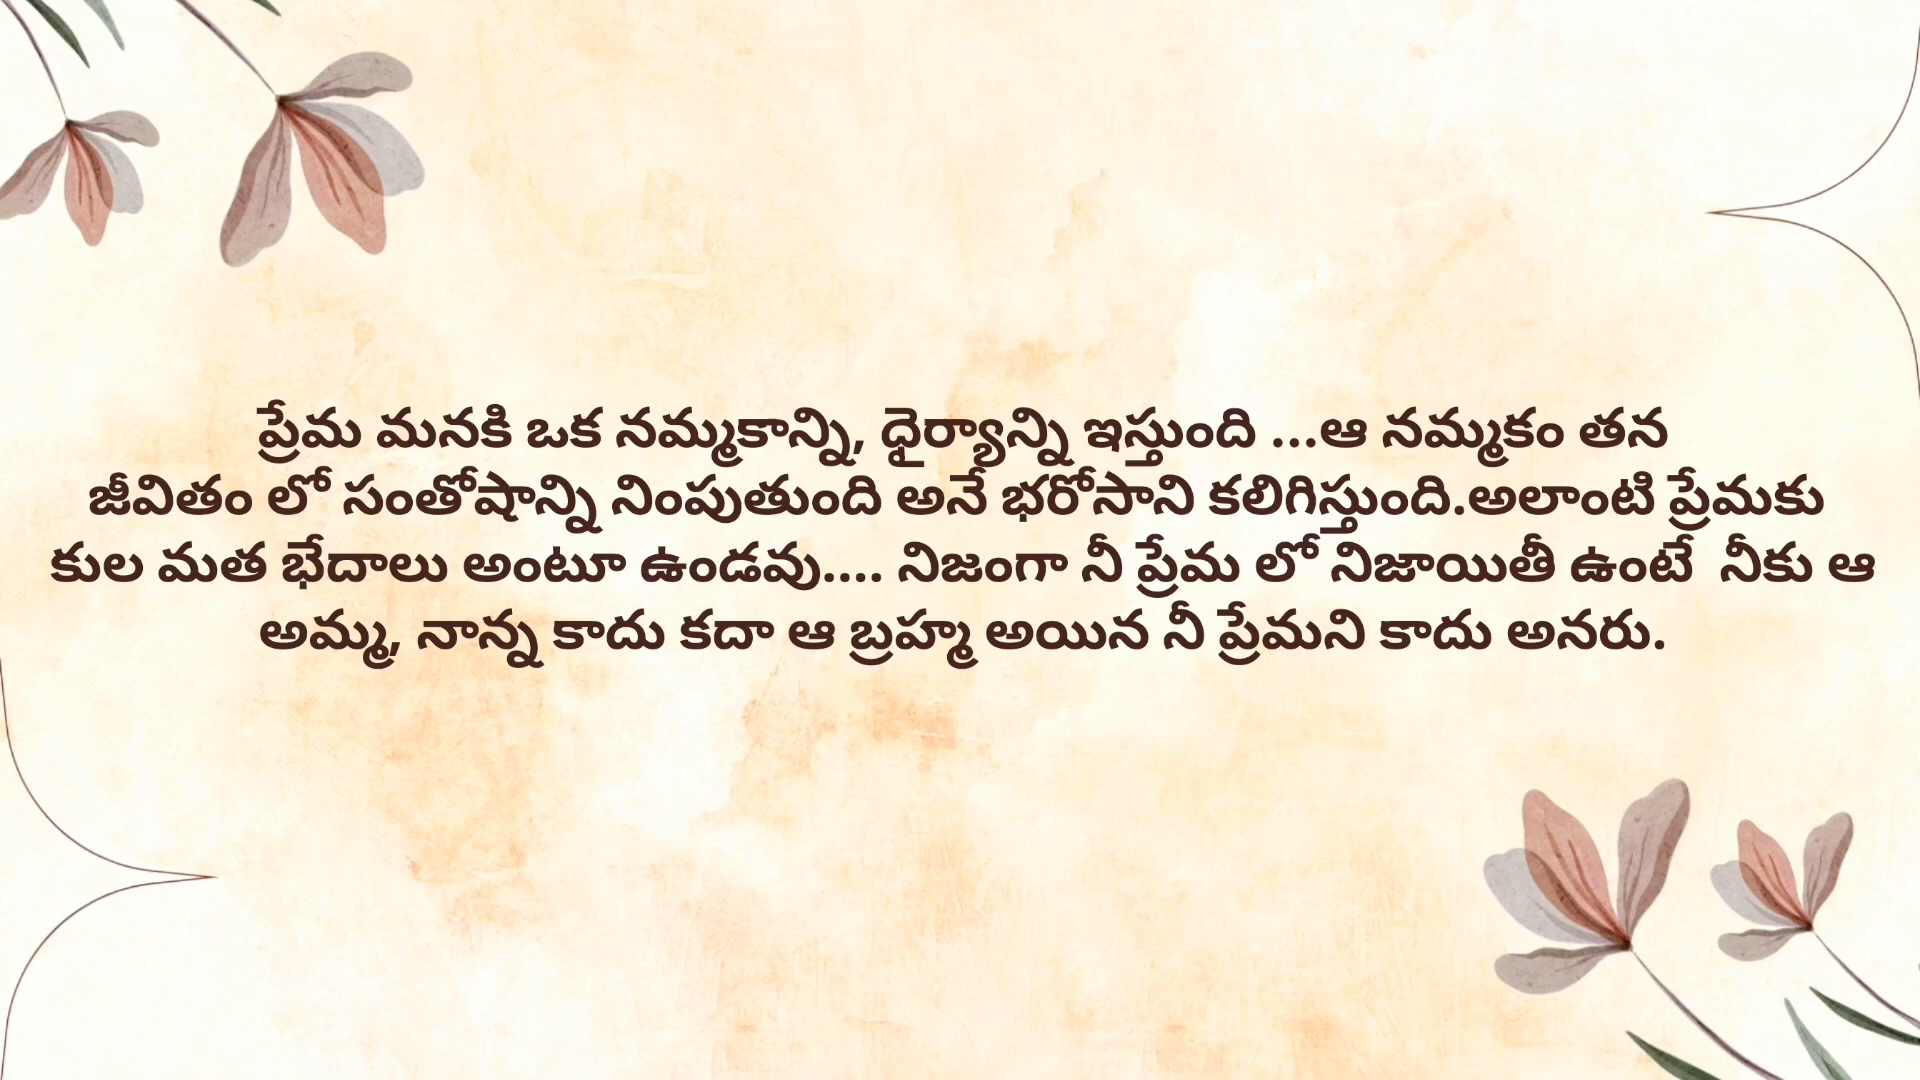 ప్రేమ మనకి ఒక నమ్మకాన్ని, ధైర్యాన్ని ఇస్తుంది ...ఆ నమ్మకం తన
జీవితం లో సంతోషాన్ని నింపుతుంది అనే భరోసాని కలిగిస్తుంది.అలాంటి ప్రేమకు
కుల మత భేదాలు అంటూ ఉండవు.... నిజంగా నీ ప్రేమ లో నిజాయితీ ఉంటే  నీకు ఆ
అమ్మ, నాన్న కాదు కదా ఆ బ్రహ్మ అయిన నీ ప్రేమని కాదు అనరు.